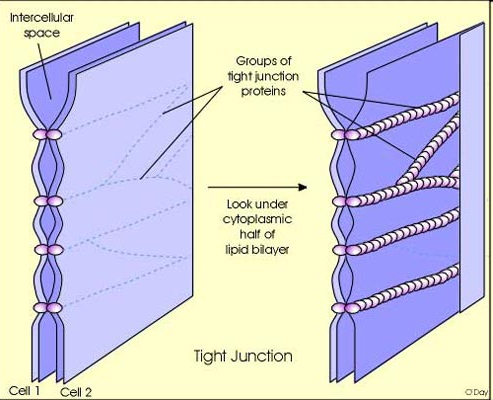 Intercellular
space
Groups of
tight junction
proteins
Look under
cytoplasmic
half of
lipid bilayer
Tight Junction
Cell 1 Cell 2
O'Day